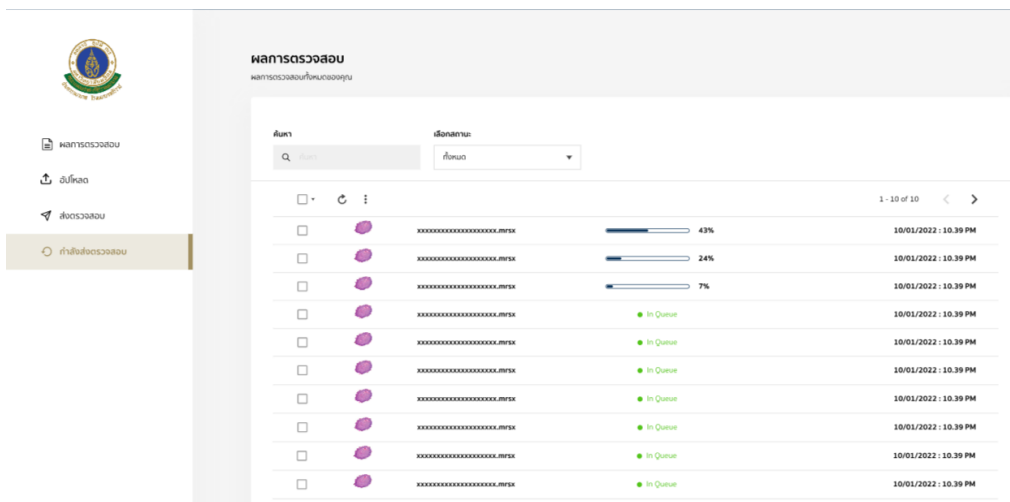 ผลการตรวจสอบ
อัปโหลด
ส่งตรวจสอบ
กำลังส่งตรวจสอบ
ผลการตรวจสอบ
ผลการตรวจสอบทั้งหมดของคุณ
ค้นหา
เลือกสถานะ
ค้นหา
ทั้งหมด
1 - 10 of 10
xxxxxxxxxxxxxxxxxxxx.mrsx 43% 10/01/2022 : 10.39 PM
xxxxxxxxxxxxxxxxxxxx.mrsx 24% 10/01/2022 : 10.39 PM
xxxxxxxxxxxxxxxxxxxx.mrsx 7% 10/01/2022 : 10.39 PM
xxxxxxxxxxxxxxxxxxxx.mrsx In Queue 10/01/2022 : 10.39 PM
xxxxxxxxxxxxxxxxxxxx.mrsx In Queue 10/01/2022 : 10.39 PM
xxxxxxxxxxxxxxxxxxxx.mrsx In Queue 10/01/2022 : 10.39 PM
xxxxxxxxxxxxxxxxxxxx.mrsx In Queue 10/01/2022 : 10.39 PM
xxxxxxxxxxxxxxxxxxxx.mrsx In Queue 10/01/2022 : 10.39 PM
xxxxxxxxxxxxxxxxxxxx.mrsx In Queue 10/01/2022 : 10.39 PM
xxxxxxxxxxxxxxxxxxxx.mrsx In Queue 10/01/2022 : 10.39 PM